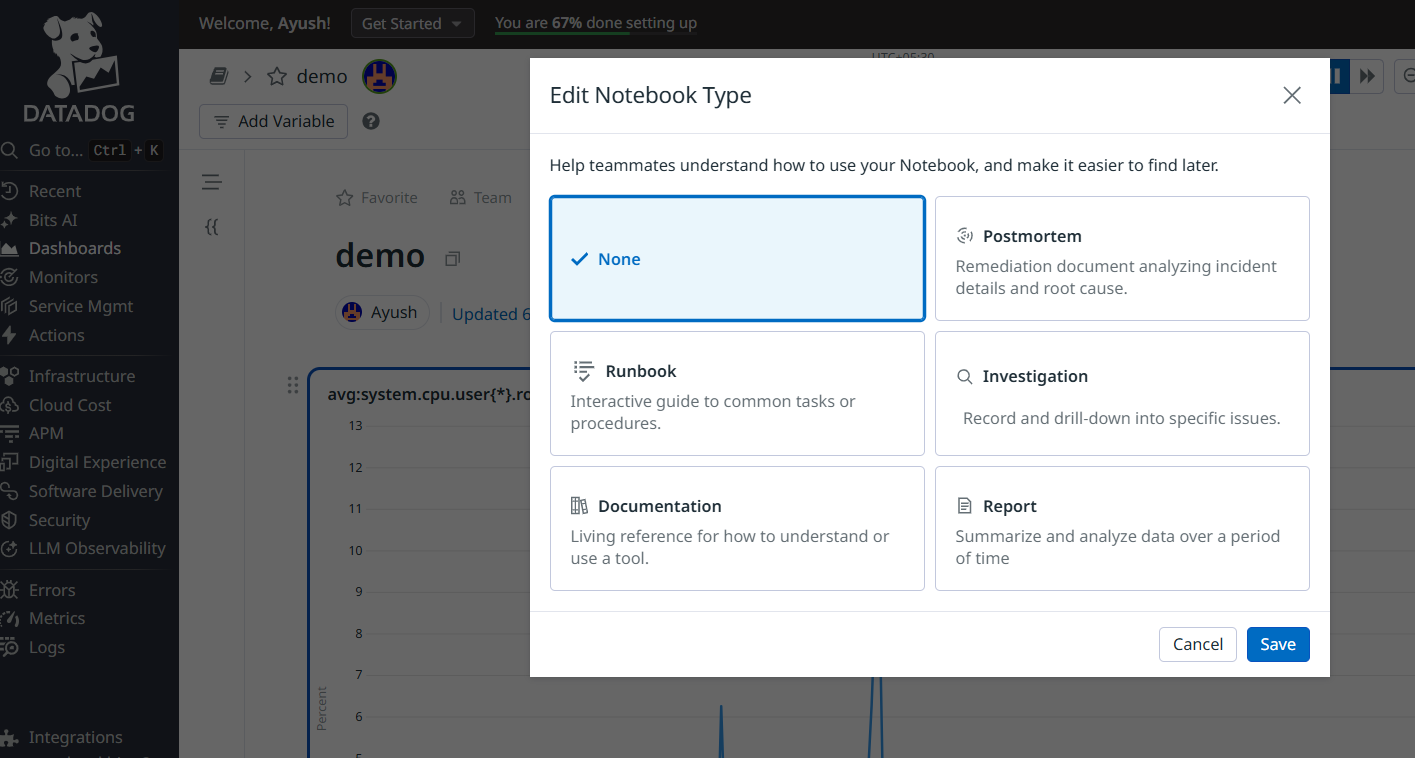 DATADOG
Go to... Ctrl + K
Recent
Bits AI
Dashboards
Monitors
Service Mgmt
Actions
Infrastructure
Cloud Cost
APM
Digital Experience
Software Delivery
Security
LLM Observability
Errors
Metrics
Logs
Integrations
Welcome, Ayush!
Get Started
You are 67% done setting up
UTC+05:30
demo
Add Variable
Favorite
Team
demo
Ayush
Updated 6
avg:system.cpu.user{*}.ro
13
12
11
10
9
8
7
6
5
Percent
Edit Notebook Type
Help teammates understand how to use your Notebook, and make it easier to find later.
None
Postmortem
Remediation document analyzing incident
details and root cause.
Runbook
Interactive guide to common tasks or
procedures.
Investigation
Record and drill-down into specific issues.
Documentation
Living reference for how to understand or
use a tool.
Report
Summarize and analyze data over a period
of time
Cancel
Save